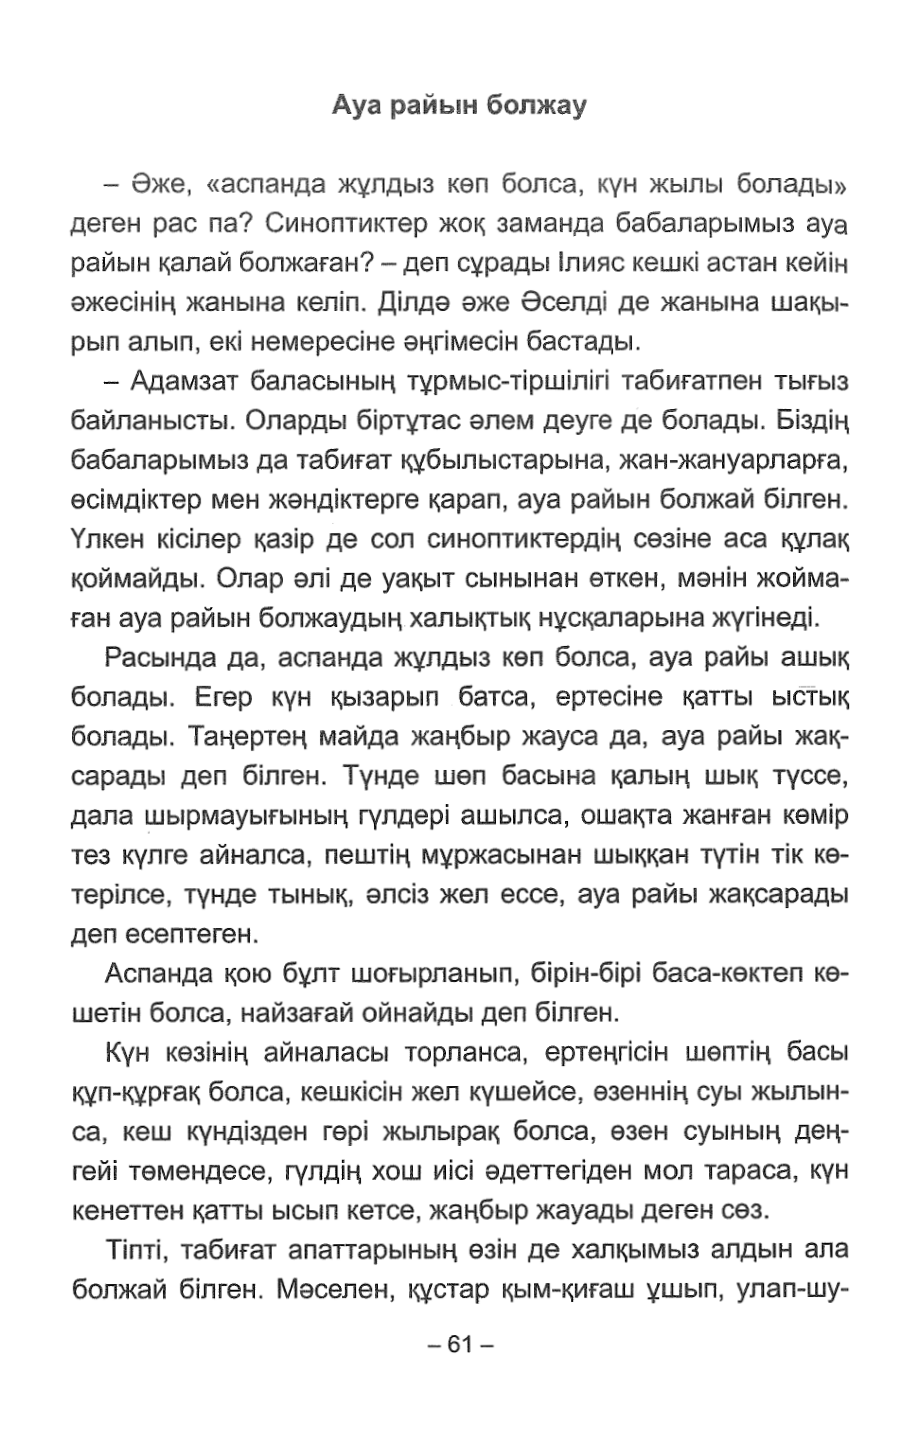 Ауа райын болжау
– Әже, «аспанда жұлдыз көп болса, күн жылы болады»
деген рас па? Синоптиктер жоқ заманда бабаларымыз ауа
райын қалай болжаған? – деп сұрады Ілияс кешкі астан кейін
әжесінің жанына келіп. Ділдә әже Әселді де жанына шақы-
рып алып, екі немересіне әңгімесін бастады.
– Адамзат баласының тұрмыс-тіршілігі табиғатпен тығыз
байланысты. Оларды біртұтас әлем деуге де болады. Біздің
бабаларымыз да табиғат құбылыстарына, жан-жануарларға,
өсімдіктер мен жәндіктерге қарап, ауа райын болжай білген.
Үлкен кісілер қазір де сол синоптиктердің сөзіне аса құлақ
қоймайды. Олар әлі де уақыт сынынан өткен, мәнін жойма-
ған ауа райын болжаудың халықтық нұсқаларына жүгінеді.
Расында да, аспанда жұлдыз көп болса, ауа райы ашық
болады. Егер күн қызарып батса, ертесіне қатты ыстық
болады. Таңертең майда жаңбыр жауса да, ауа райы жақ-
сарады деп білген. Түнде шөп басына қалың шық түссе,
дала шырмауығының гүлдері ашылса, ошақта жанған көмір
тез күлге айналса, пештің мұржасынан шыққан түтін тік кө-
терілсе, түнде тынық, әлсіз жел ессе, ауа райы жақсарады
деп есептеген.
Аспанда қою бұлт шоғырланып, бірін-бірі баса-көктеп кө-
шетін болса, найзағай ойнайды деп білген.
Күн көзінің айналасы торланса, ертеңгісін шөптің басы
құп-құрғақ болса, кешкісін жел күшейсе, өзеннің суы жылын-
са, кеш күндізден гөрі жылырақ болса, өзен суының дең-
гейі төмендесе, гүлдің хош иісі әдеттегіден мол тараса, күн
кенеттен қатты ысып кетсе, жаңбыр жауады деген сөз.
Тіпті, табиғат апаттарының өзін де халқымыз алдын ала
болжай білген. Мәселен, құстар қым-қиғаш ұшып, улап-шу-
– 61 –